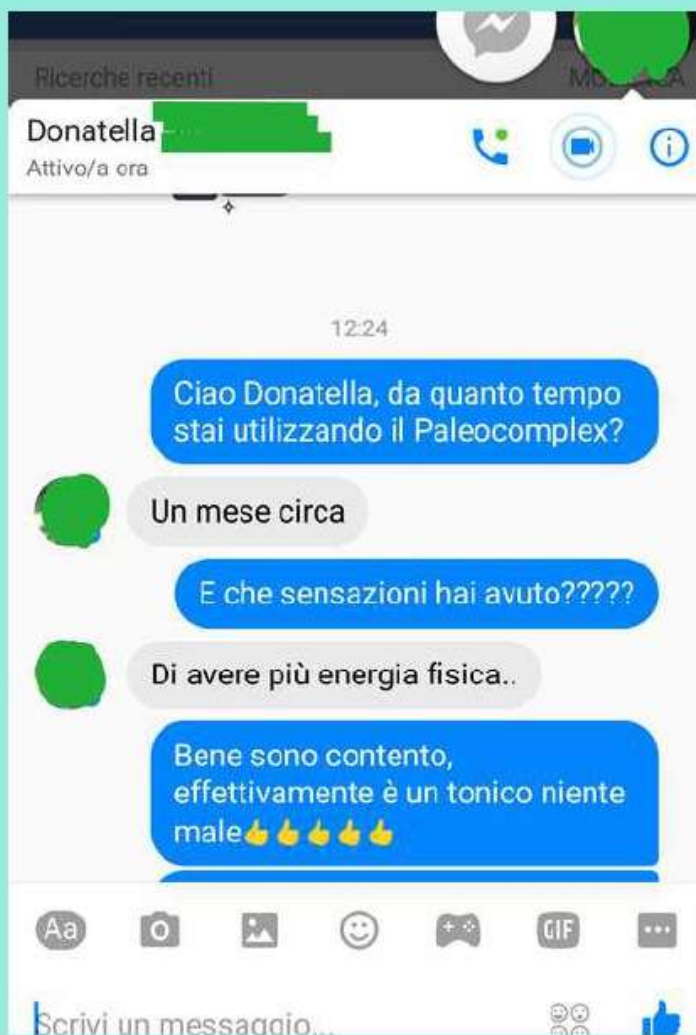 Ricerche recenti
Donatella
Attivo/a ora
12:24
Ciao Donatella, da quanto tempo
stai utilizzando il Paleocomplex?
Un mese circa
E che sensazioni hai avuto?????
Di avere più energia fisica..
Bene sono contento,
effettivamente è un tonico niente
male👍👍👍👍👍
Aa
GIF
Scrivi un messaggio...